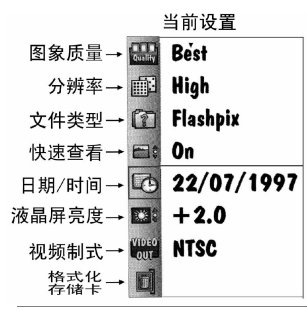 当前设置
图象质量 Quality Best
分辨率 High
文件类型 Flashpix
快速查看 On
日期/时间 22/07/1997
液晶屏亮度 +2.0
视频制式 VIDEO OUT NTSC
格式化
存储卡